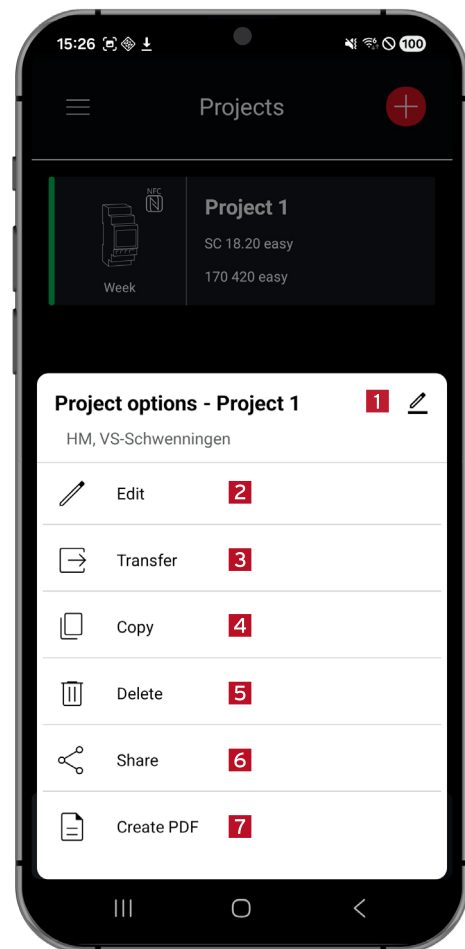 15:26 100
Projects
NFC
Project 1
SC 18.20 easy
170 420 easy
Week
Project options - Project 1 1
HM, VS-Schwenningen
Edit 2
Transfer 3
Copy 4
Delete 5
Share 6
Create PDF 7